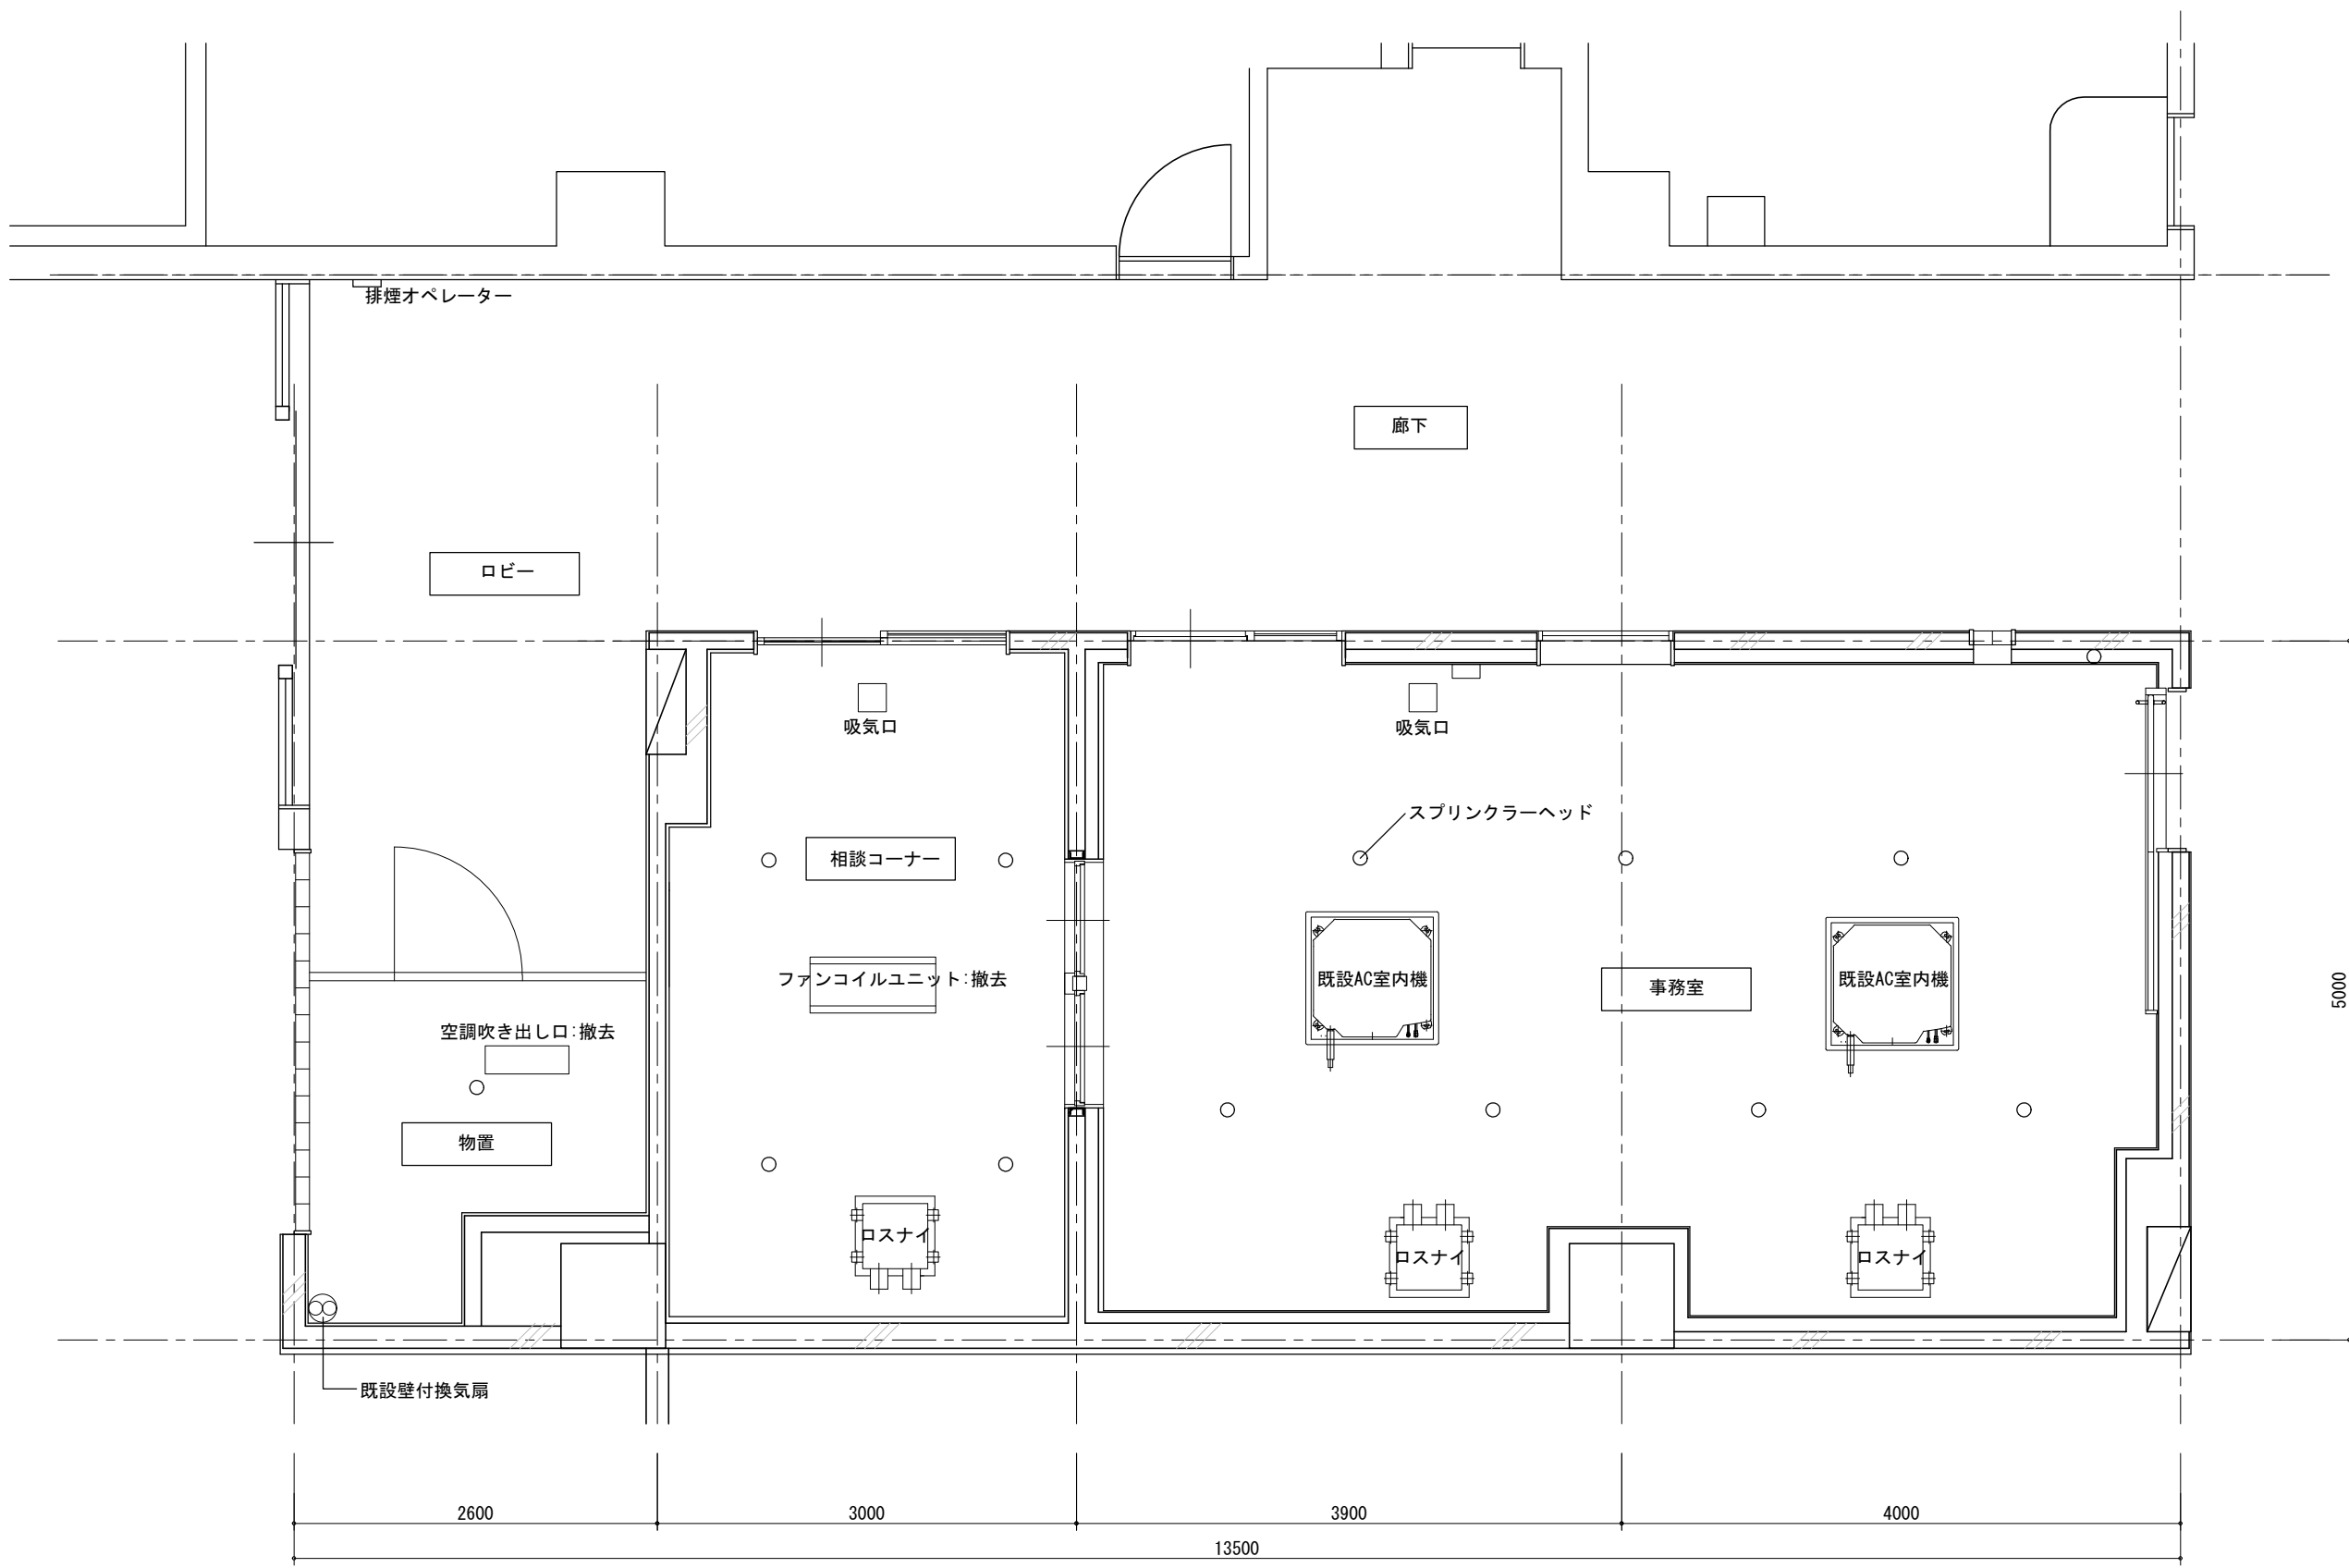 排煙オペレーター
廊下
ロビー
吸気口
吸気口
スプリンクラーヘッド
相談コーナー
ファンコイルユニット:撤去
既設AC室内機
事務室
既設AC室内機
5000
空調吹き出し口:撤去
物置
ロスナイ
ロスナイ
ロスナイ
既設壁付換気扇
2600
3000
3900
4000
13500